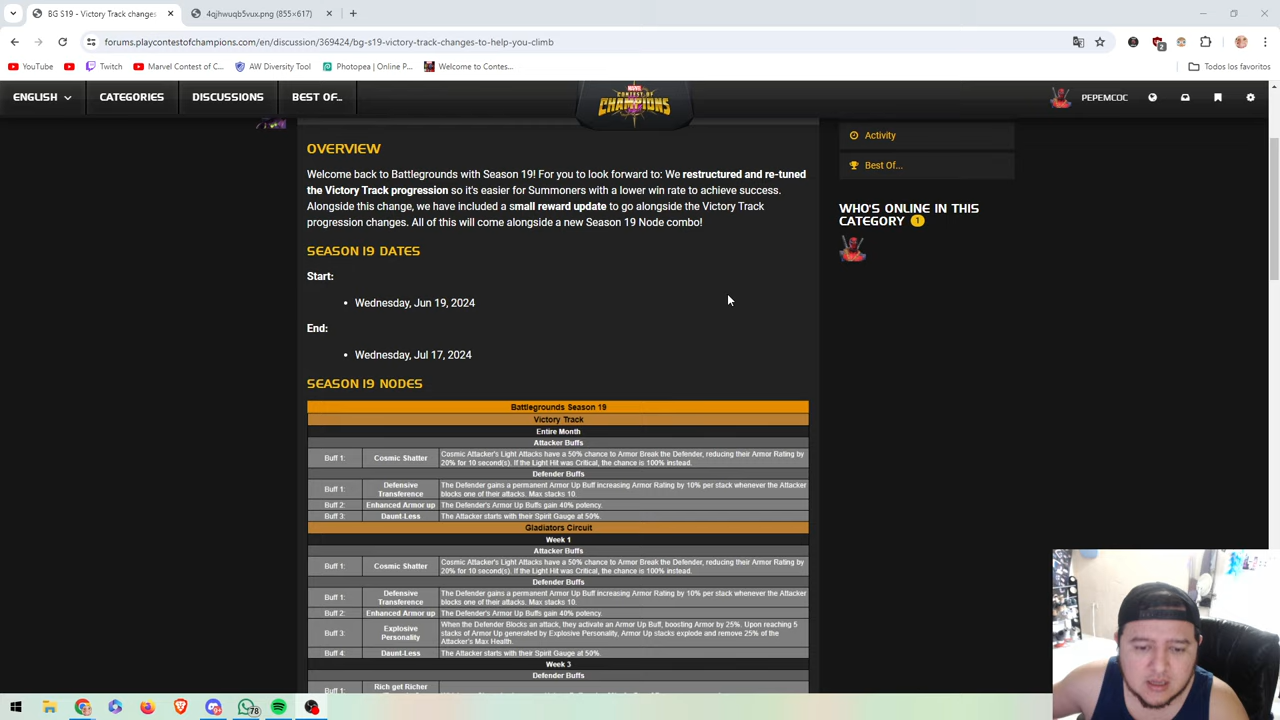 BG S19 - Victory Track changes
4qjhwuqb5vux.png (855×617)
forums.playcontestofchampions.com/en/discussion/369424/bg-s19-victory-track-changes-to-help-you-climb
YouTube
Twitch
Marvel Contest of C...
AW Diversity Tool
Photopea | Online P...
Welcome to Contes...
Todos los favoritos
ENGLISH
CATEGORIES
DISCUSSIONS
BEST OF...
MARVEL
CONTEST OF
CHAMPIONS
PEPEMCOC
OVERVIEW
Welcome back to Battlegrounds with Season 19! For you to look forward to: We restructured and re-tuned
the Victory Track progression so it's easier for Summoners with a lower win rate to achieve success.
Alongside this change, we have included a small reward update to go alongside the Victory Track
progression changes. All of this will come alongside a new Season 19 Node combo!
SEASON 19 DATES
Start:
• Wednesday, Jun 19, 2024
End:
• Wednesday, Jul 17, 2024
SEASON 19 NODES
Battlegrounds Season 19
Victory Track
Entire Month
Attacker Buffs
Buff 1: Cosmic Shatter Cosmic Attacker's Light Attacks have a 50% chance to Armor Break the Defender, reducing their Armor Rating by
20% for 10 second(s). If the Light Hit was Critical, the chance is 100% instead.
Defender Buffs
Buff 1: Defensive Transference The Defender gains a permanent Armor Up Buff increasing Armor Rating by 10% per stack whenever the Attacker
blocks one of their attacks. Max stacks 10.
Buff 2: Enhanced Armor up The Defender's Armor Up Buffs gain 40% potency.
Buff 3: Daunt-Less The Attacker starts with their Spirit Gauge at 50%.
Gladiators Circuit
Week 1
Attacker Buffs
Buff 1: Cosmic Shatter Cosmic Attacker's Light Attacks have a 50% chance to Armor Break the Defender, reducing their Armor Rating by
20% for 10 second(s). If the Light Hit was Critical, the chance is 100% instead.
Defender Buffs
Buff 1: Defensive Transference The Defender gains a permanent Armor Up Buff increasing Armor Rating by 10% per stack whenever the Attacker
blocks one of their attacks. Max stacks 10.
Buff 2: Enhanced Armor up The Defender's Armor Up Buffs gain 40% potency.
Buff 3: Explosive Personality When the Defender Blocks an attack, they activate an Armor Up Buff, boosting Armor by 25%. Upon reaching 5
stacks of Armor Up generated by Explosive Personality, Armor Up stacks explode and remove 25% of the
Attacker's Max Health.
Buff 4: Daunt-Less The Attacker starts with their Spirit Gauge at 50%.
Week 3
Defender Buffs
Buff 1: Rich get Richer
Activity
Best Of...
WHO'S ONLINE IN THIS
CATEGORY 1
78